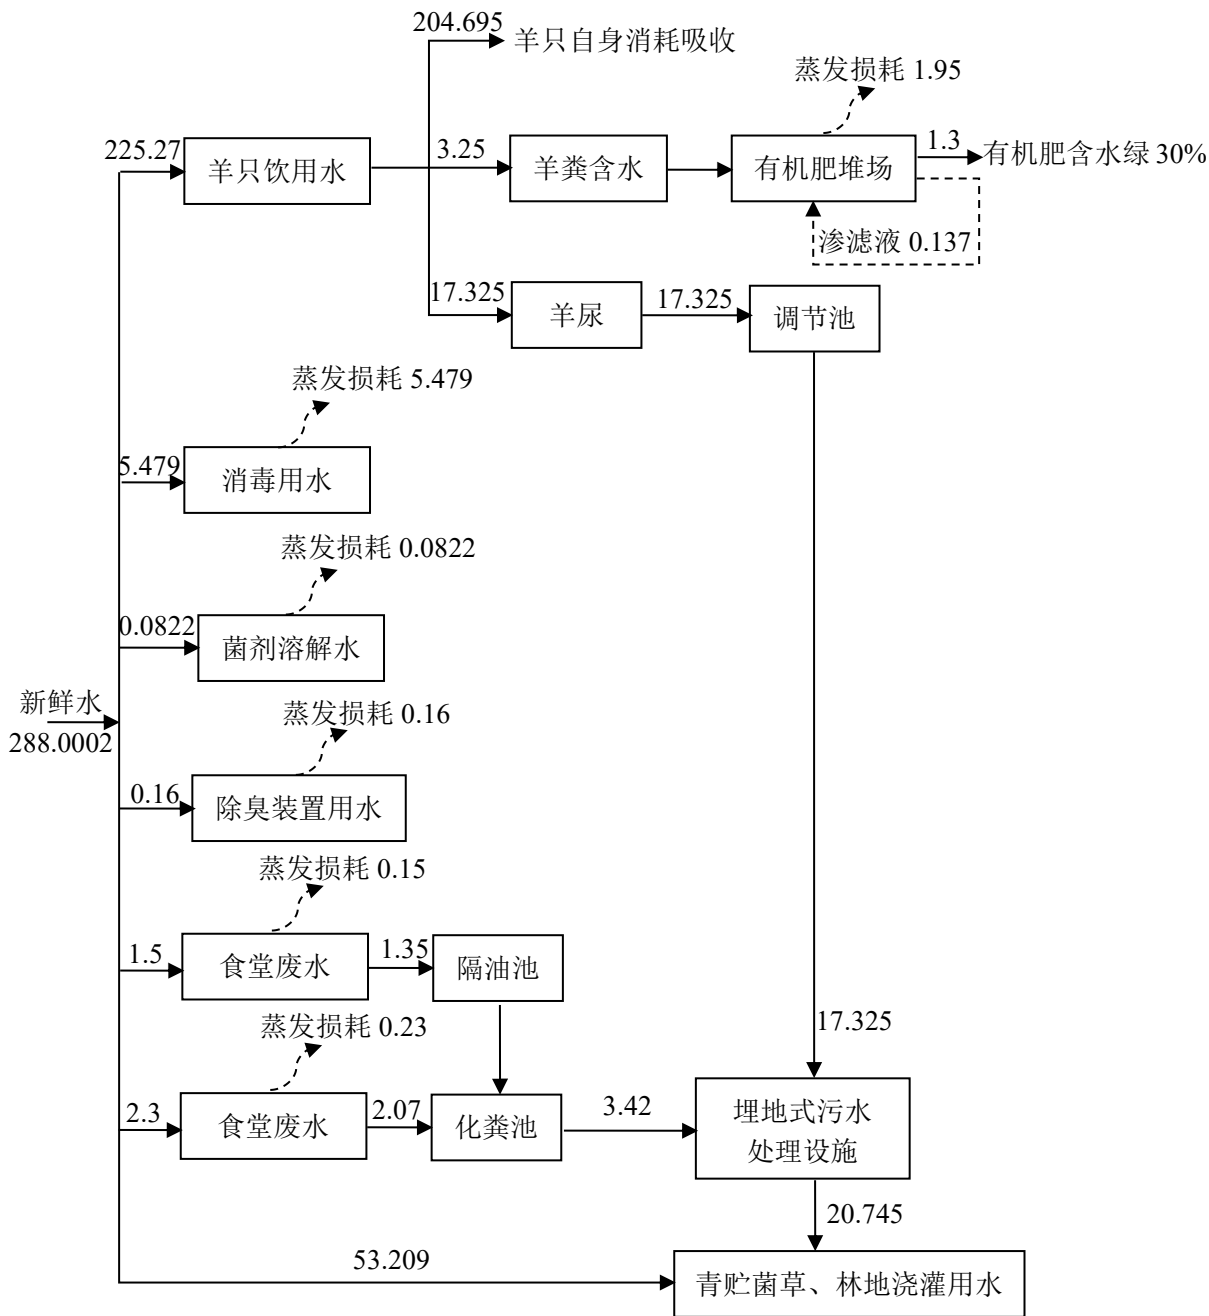 204.695
羊只自身消耗吸收
蒸发损耗 1.95
225.27
羊只饮用水
3.25
羊粪含水
有机肥堆场
1.3
有机肥含水绿 30%
渗滤液 0.137
17.325
羊尿
17.325
调节池
蒸发损耗 5.479
5.479
消毒用水
蒸发损耗 0.0822
0.0822
菌剂溶解水
新鲜水
288.0002
蒸发损耗 0.16
0.16
除臭装置用水
蒸发损耗 0.15
1.5
食堂废水
1.35
隔油池
蒸发损耗 0.23
17.325
2.3
食堂废水
2.07
化粪池
3.42
埋地式污水
处理设施
20.745
53.209
青贮菌草、林地浇灌用水